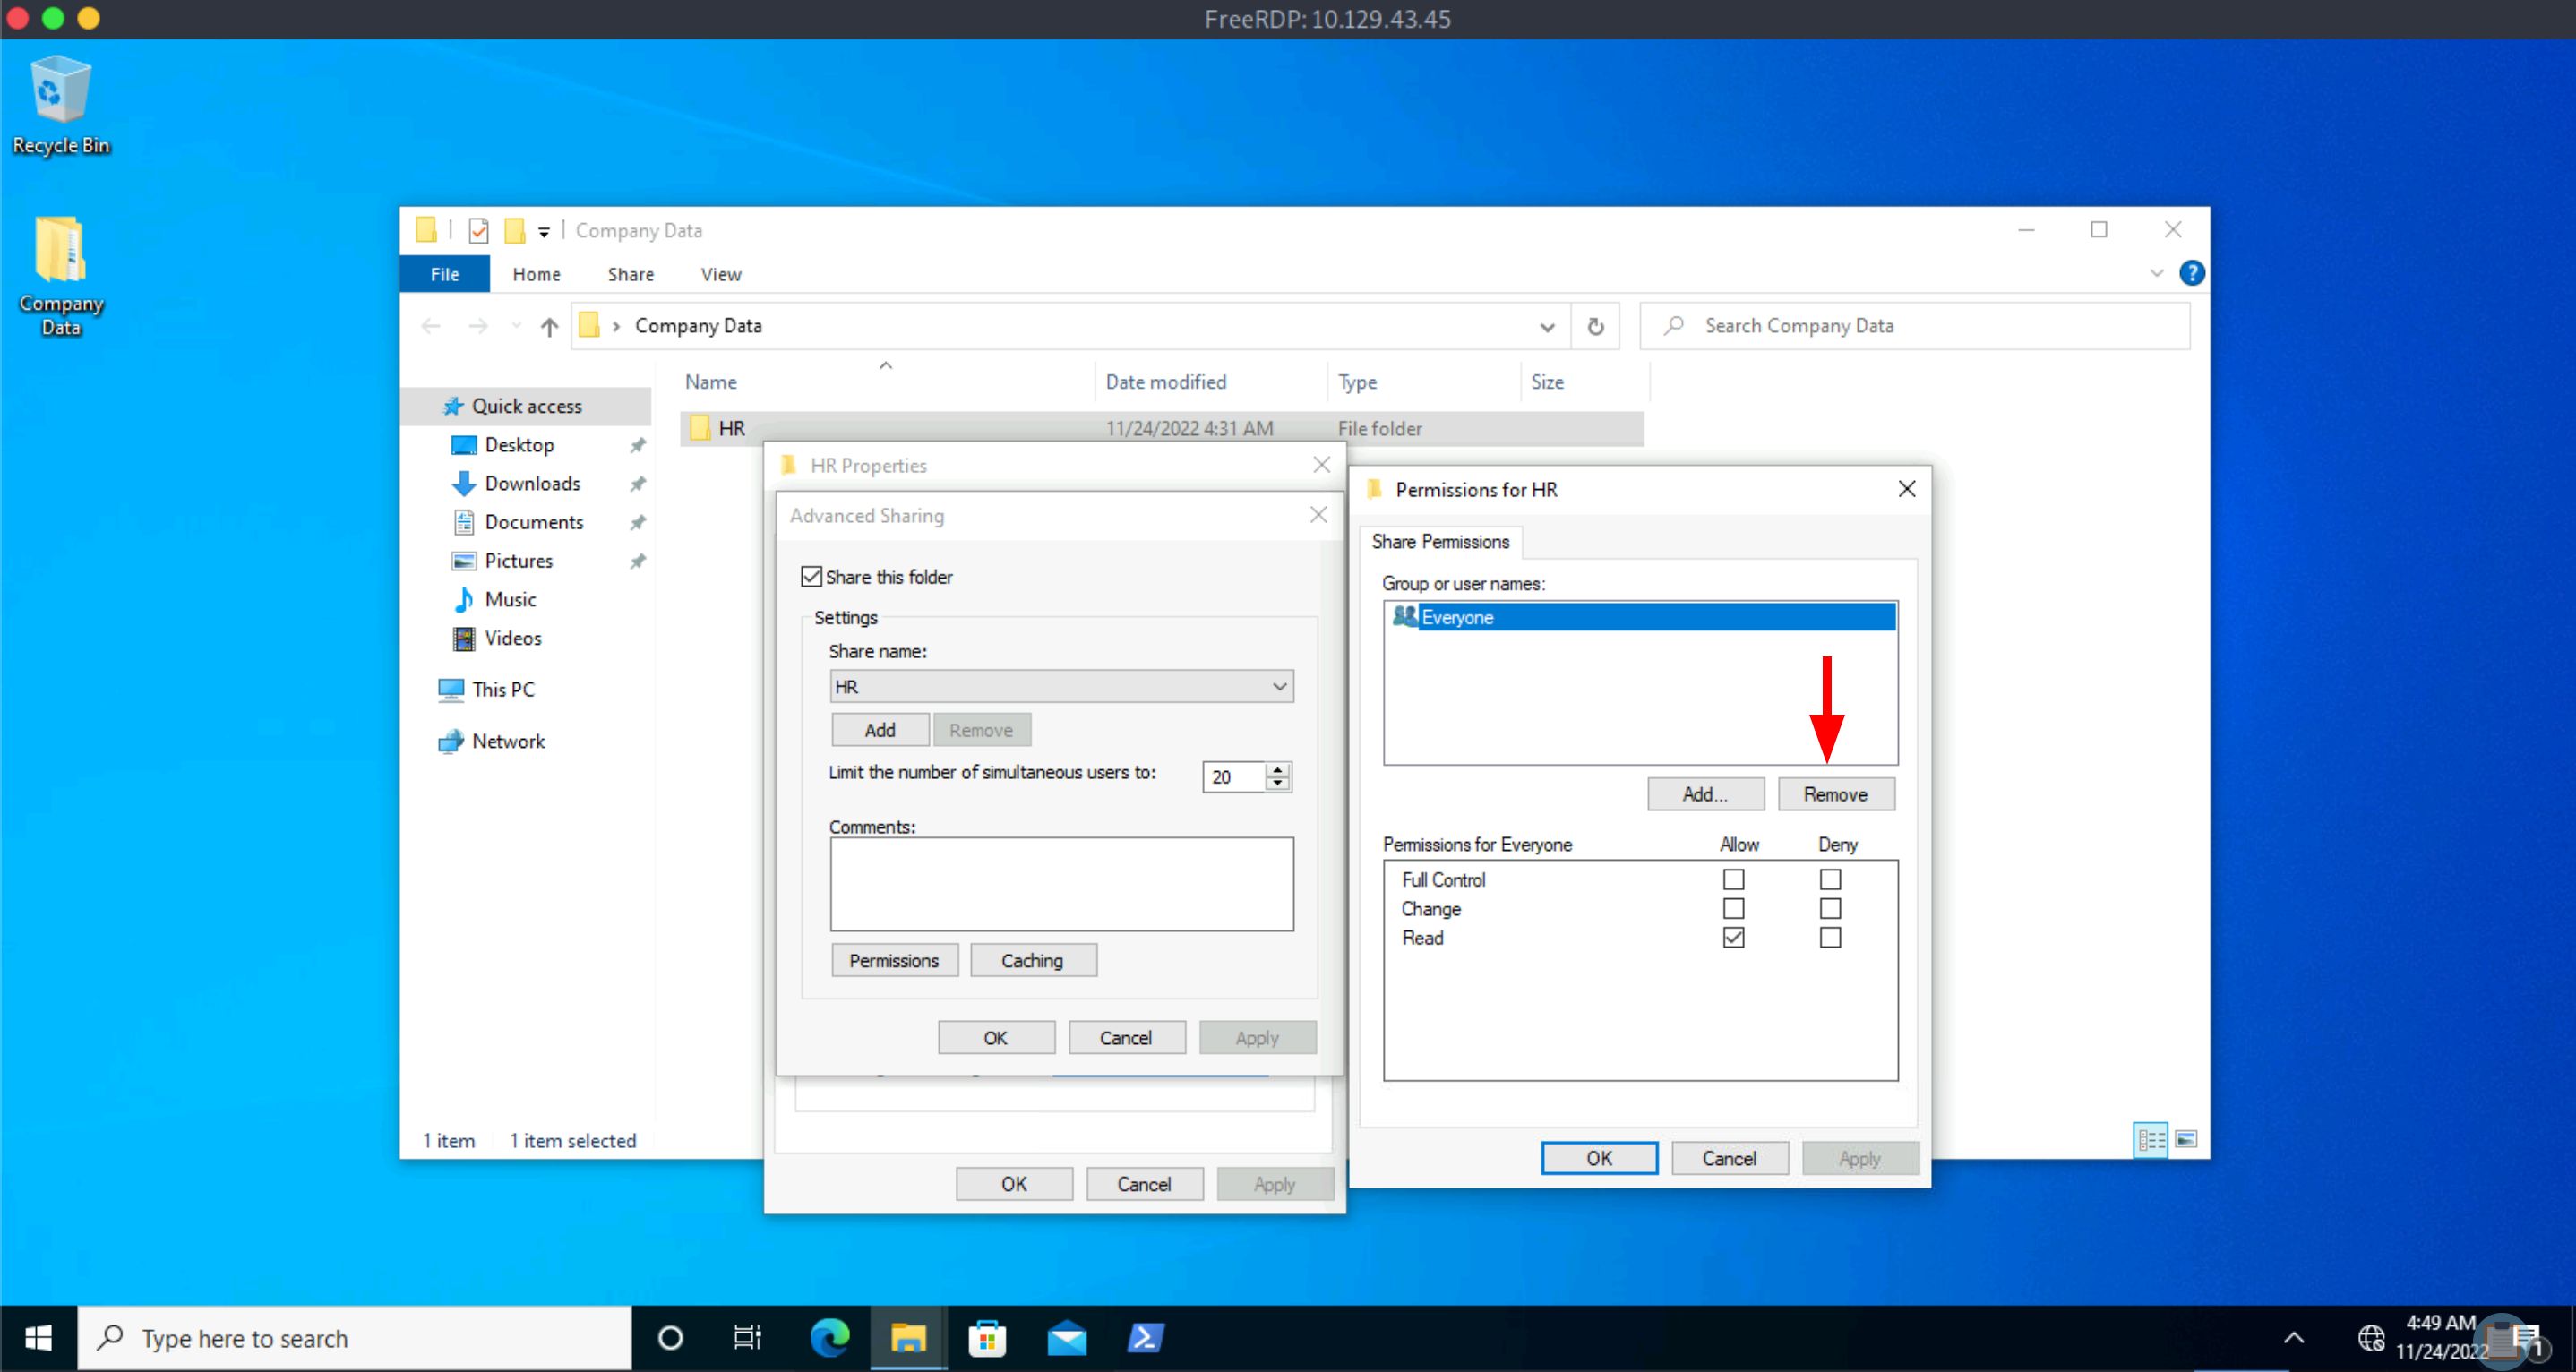 FreeRDP: 10.129.43.45
Recycle Bin
Company
Data
Company Data
File Home Share View
Company Data
Search Company Data
Name Date modified Type Size
Quick access
HR 11/24/2022 4:31 AM File folder
Desktop
Downloads
Documents
Pictures
Music
Videos
This PC
Network
1 item 1 item selected
HR Properties
Advanced Sharing
Share this folder
Settings
Share name:
HR
Add Remove
Limit the number of simultaneous users to: 20
Comments:
Permissions Caching
OK Cancel Apply
OK Cancel Apply
Permissions for HR
Share Permissions
Group or user names:
Everyone
Add... Remove
Permissions for Everyone Allow Deny
Full Control
Change
Read
OK Cancel Apply
Type here to search
4:49 AM
11/24/2022
1